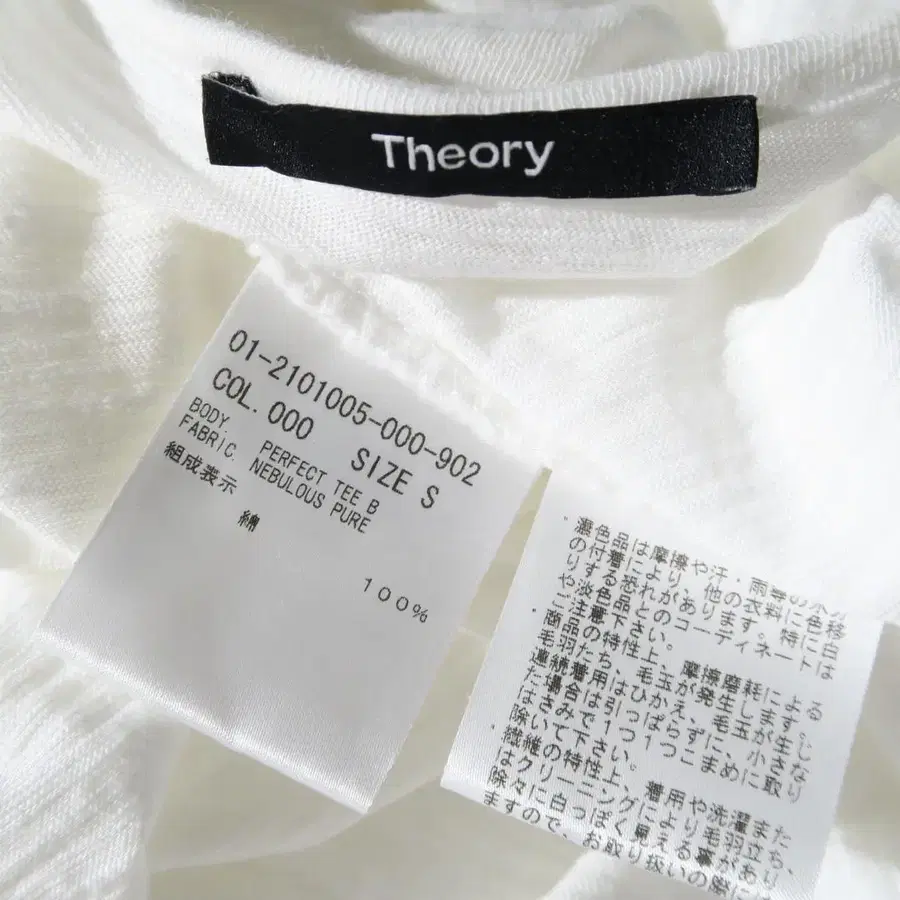 Theory
01-2101005-000-902
COL. 000 SIZE S
BODY. PERFECT TEE B
FABRIC. NEBULOUS PURE
組成表示
綿 100%
・濃色品は摩擦や汗・雨等の水
の付着により、他の衣料に色移
りする恐れがあります。特に白
や淡色品とのコーディネートは
ご注意下さい。
商品の特性上、摩擦磨耗による
毛羽たち、毛玉が発生します。
連続着用はひかえ、毛玉が生じ
た場合は引っぱらずに、小さな
はさみで1つ1つこまめに取り
除いて下さい。
繊維の特性上、着用や洗濯また
はクリーニングにより毛羽立ち、
除々に白っぽく見える事があり
ますので、お取り扱いの際に